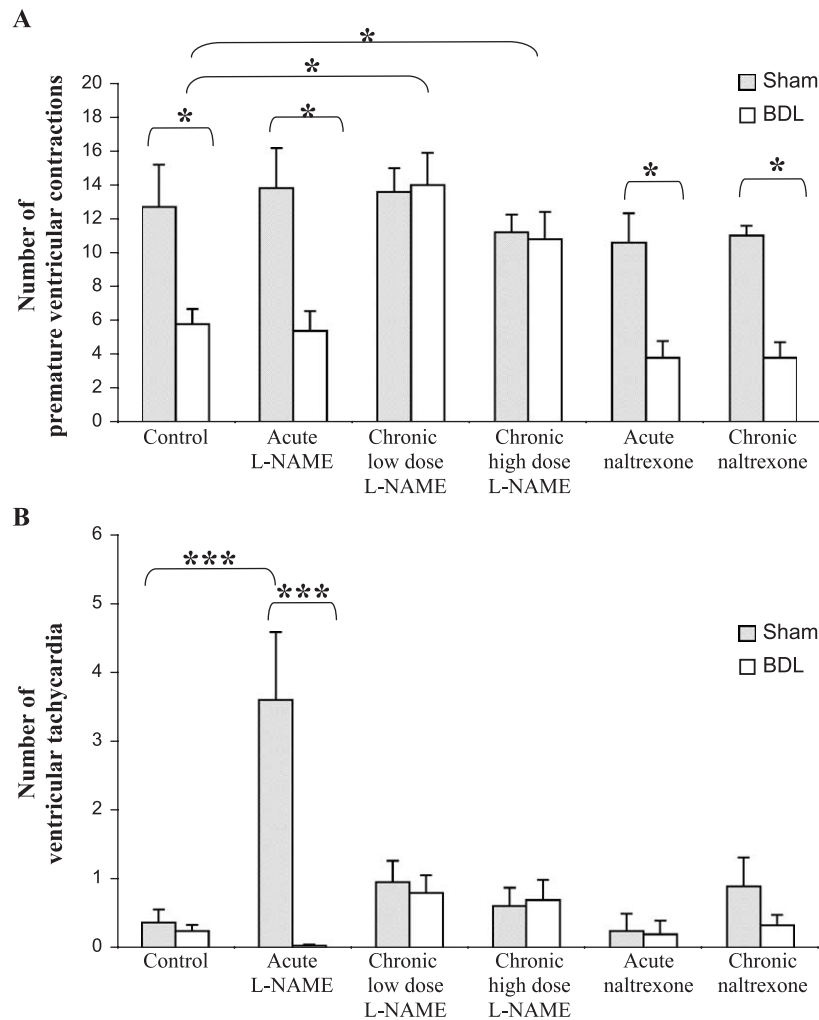 A
*
*
Sham
BDL
*
*
*
*
Number of
premature ventricular contractions
20
18
16
14
12
10
8
6
4
2
0
Control
Acute
L-NAME
Chronic
low dose
L-NAME
Chronic
high dose
L-NAME
Acute
naltrexone
Chronic
naltrexone
B
***
***
Sham
BDL
Number of
ventricular tachycardia
6
5
4
3
2
1
0
Control
Acute
L-NAME
Chronic
low dose
L-NAME
Chronic
high dose
L-NAME
Acute
naltrexone
Chronic
naltrexone